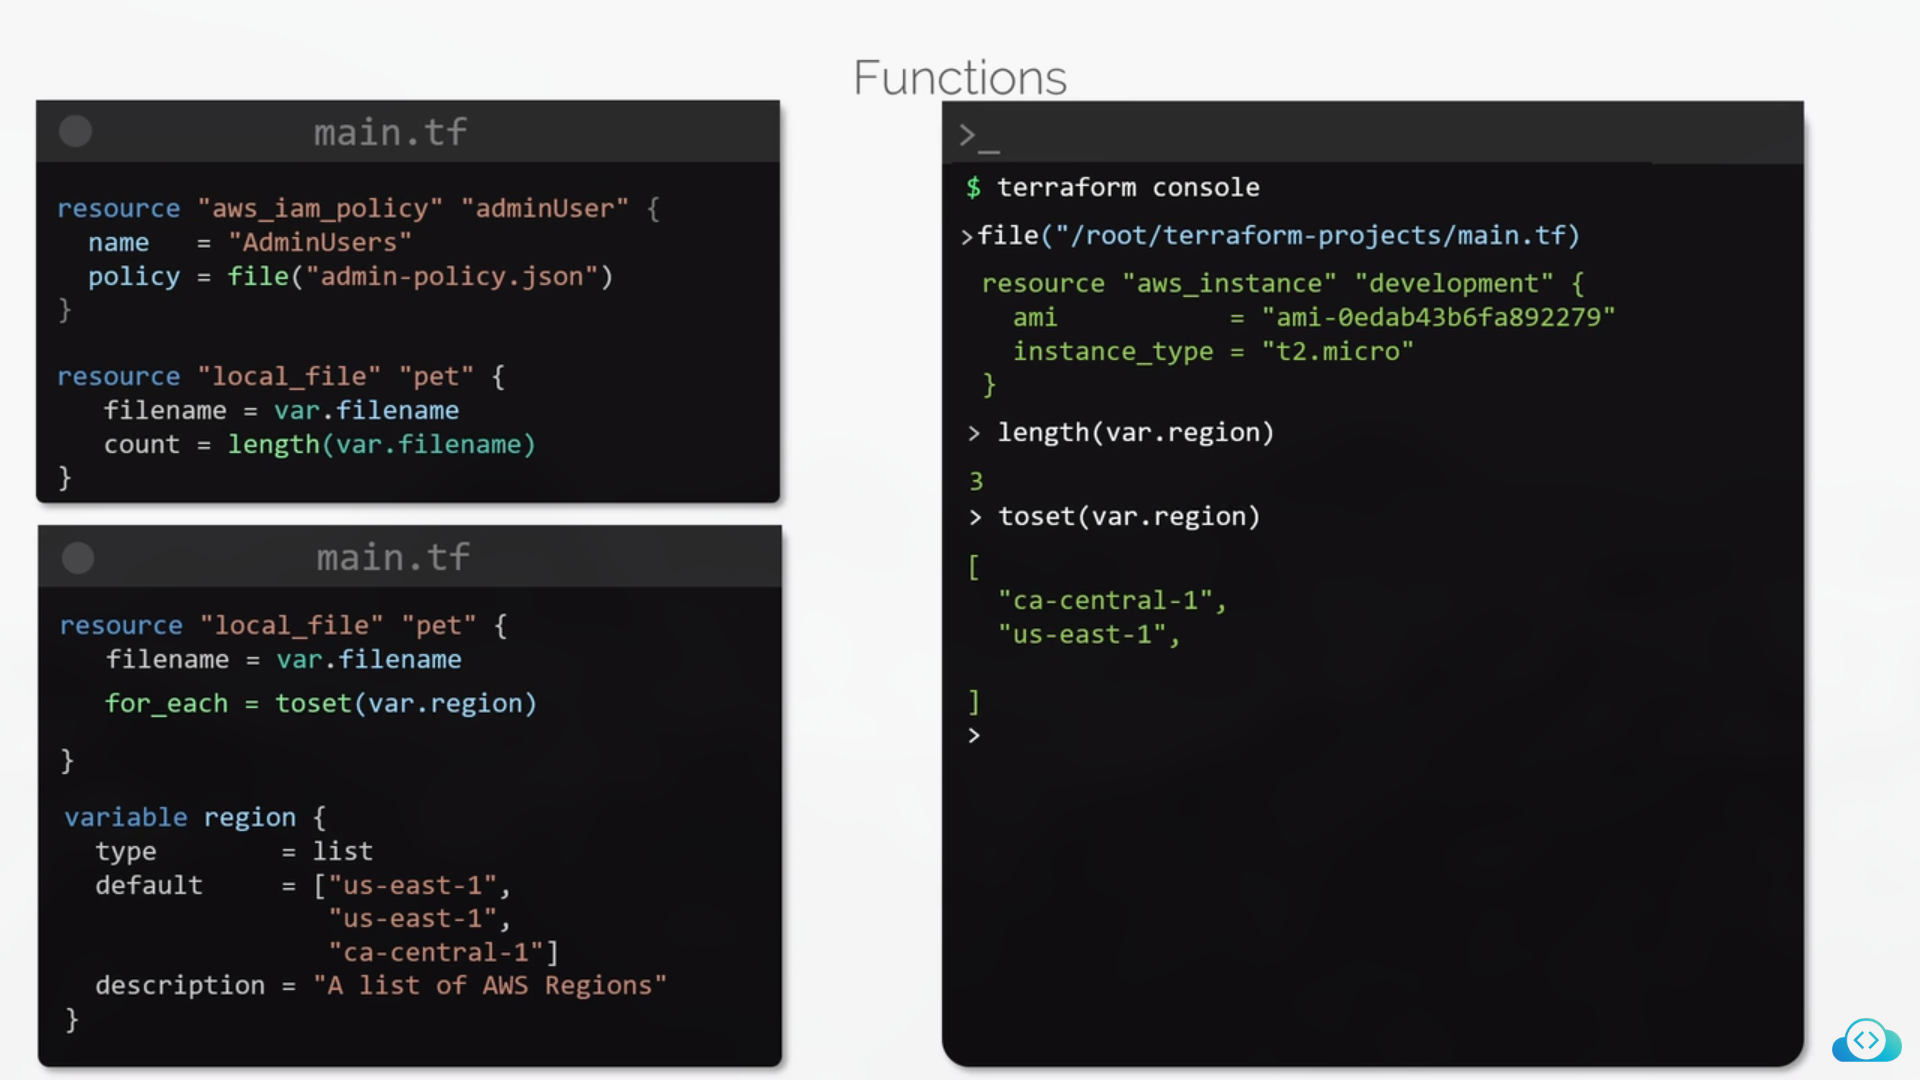 Functions
main.tf
resource "aws_iam_policy" "adminUser" {
  name   = "AdminUsers"
  policy = file("admin-policy.json")
}
resource "local_file" "pet" {
   filename = var.filename
   count = length(var.filename)
}
main.tf
resource "local_file" "pet" {
   filename = var.filename
   for_each = toset(var.region)
}
variable region {
  type        = list
  default     = ["us-east-1",
                 "us-east-1",
                 "ca-central-1"]
  description = "A list of AWS Regions"
}
>_
$ terraform console
>file("/root/terraform-projects/main.tf)
resource "aws_instance" "development" {
  ami           = "ami-0edab43b6fa892279"
  instance_type = "t2.micro"
}
> length(var.region)
3
> toset(var.region)
[
  "ca-central-1",
  "us-east-1",
]
>